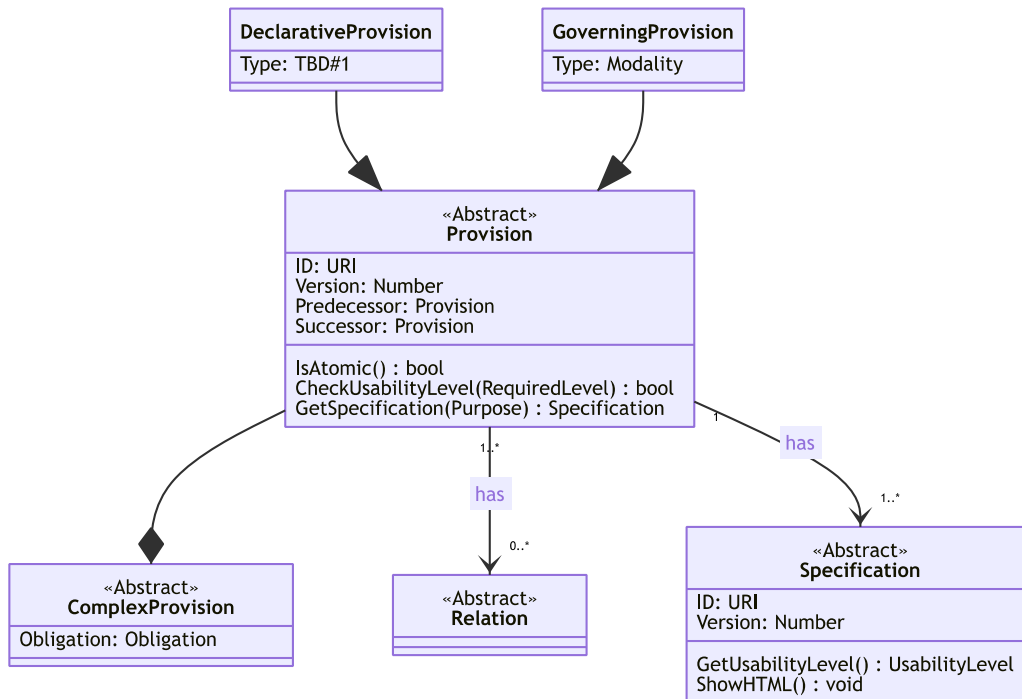 DeclarativeProvision
Type: TBD#1
GoverningProvision
Type: Modality
«Abstract»
Provision
ID: URI
Version: Number
Predecessor: Provision
Successor: Provision
IsAtomic() : bool
CheckUsabilityLevel(RequiredLevel) : bool
GetSpecification(Purpose) : Specification
1..*
1
has
has
0..*
1..*
«Abstract»
ComplexProvision
Obligation: Obligation
«Abstract»
Relation
«Abstract»
Specification
ID: URI
Version: Number
GetUsabilityLevel() : UsabilityLevel
ShowHTML() : void